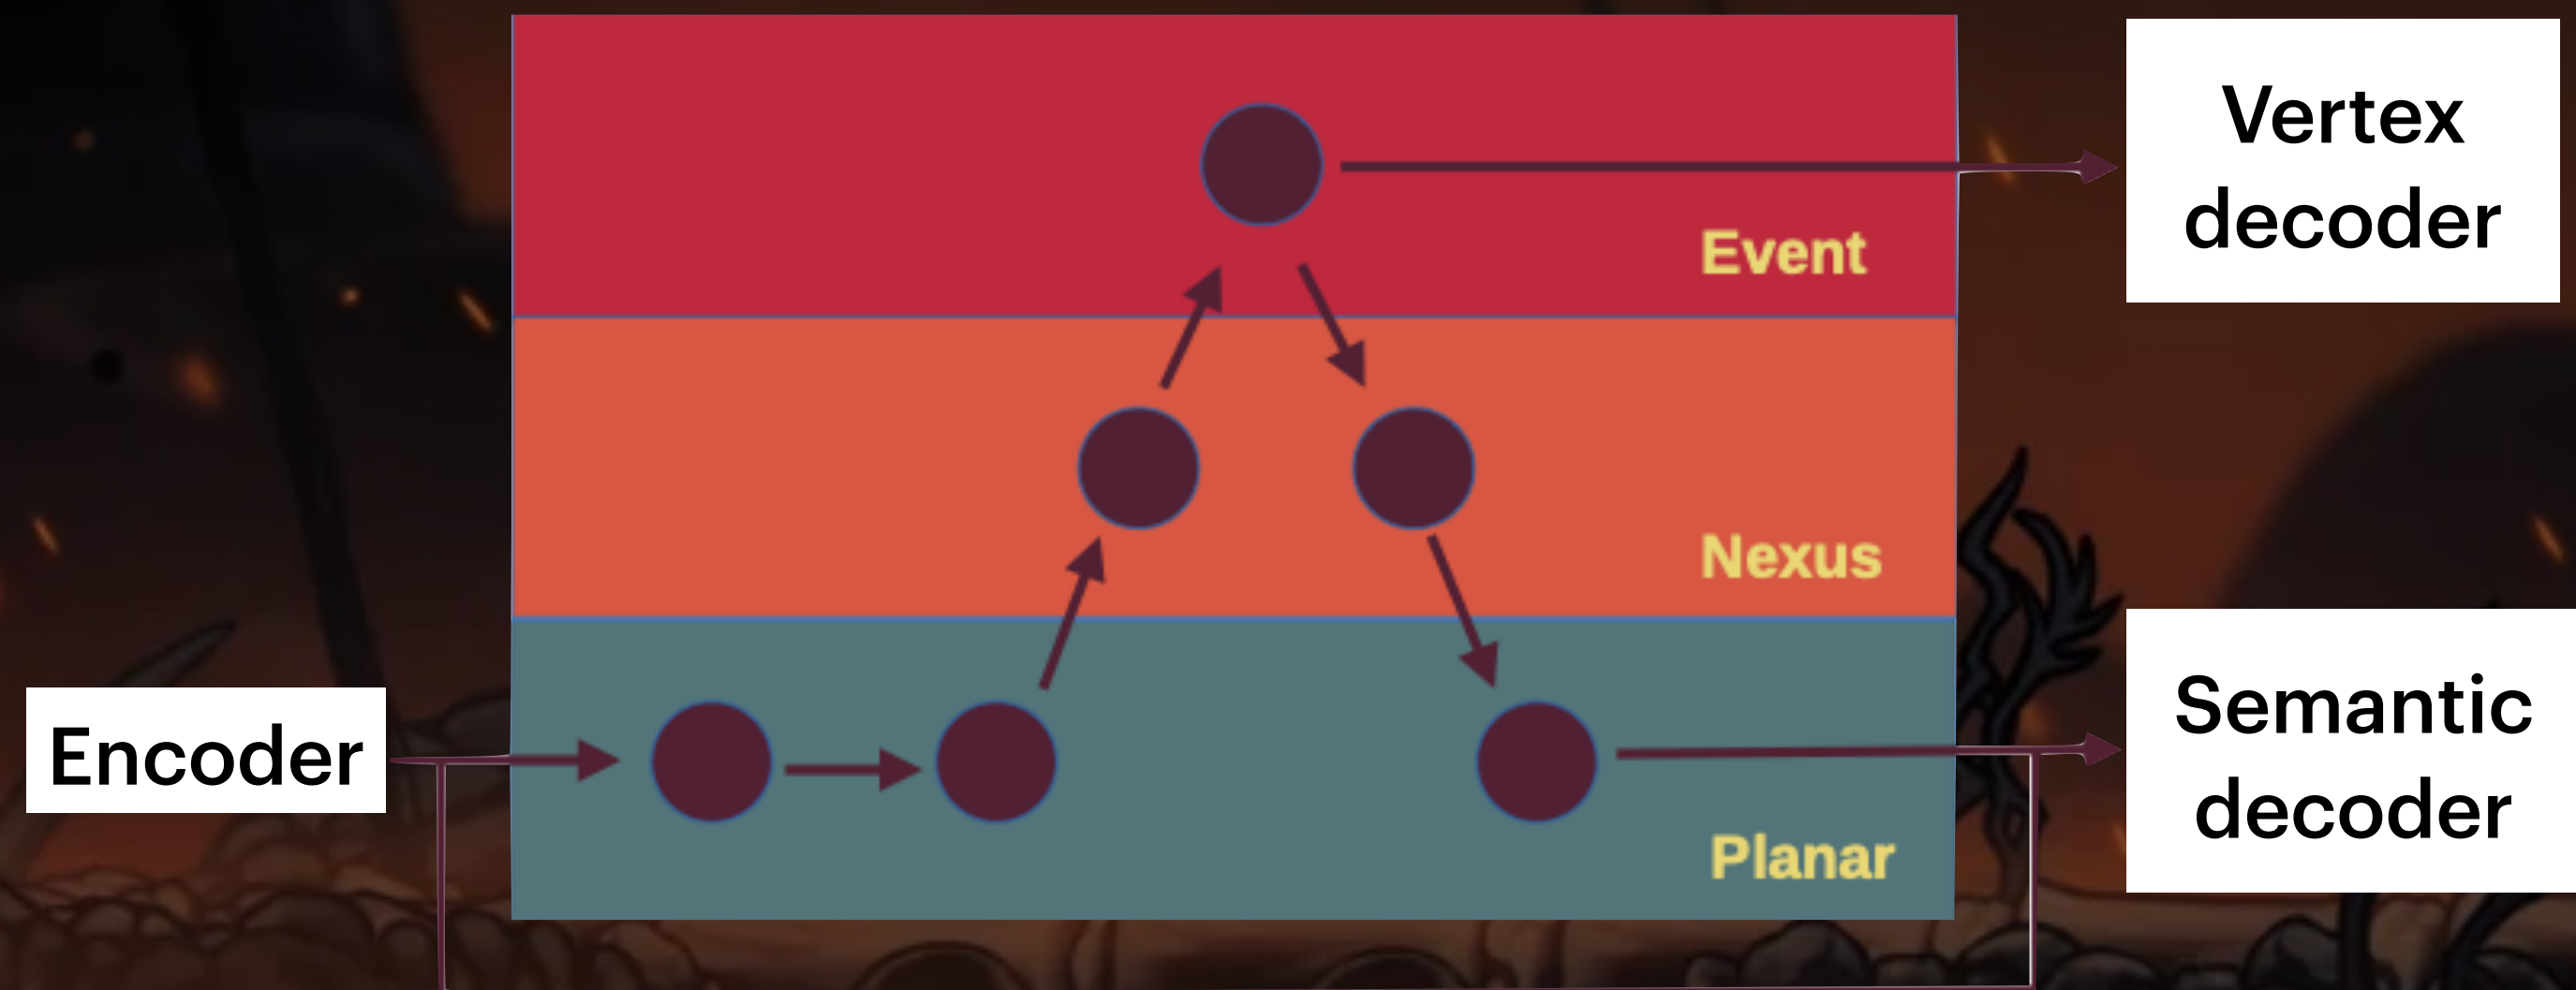 Vertex
decoder
Event
Nexus
Encoder
Semantic
decoder
Planar